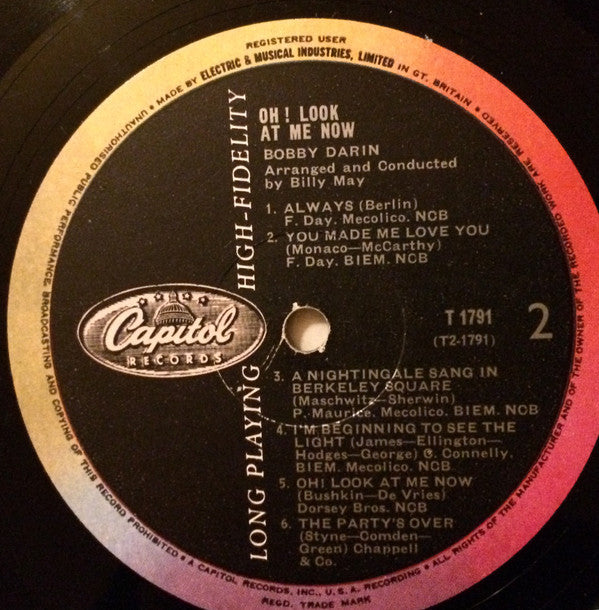 REGISTERED USER
MADE BY ELECTRIC & MUSICAL INDUSTRIES, LIMITED IN GT. BRITAIN •
ALL RIGHTS OF THE MANUFACTURER AND OF THE OWNER OF THE RECORDED WORK ARE RESERVED
UNAUTHORISED PUBLIC PERFORMANCE, BROADCASTING AND COPYING OF THIS RECORD PROHIBITED •
A CAPITOL RECORDS, INC., U.S.A. RECORDING •
REGD. TRADE MARK
LONG PLAYING HIGH-FIDELITY
Capitol
RECORDS
OH! LOOK
AT ME NOW
BOBBY DARIN
Arranged and Conducted
by Billy May
1. ALWAYS (Berlin)
F. Day. Mecolico. NCB
2. YOU MADE ME LOVE YOU
(Monaco—McCarthy)
F. Day. BIEM. NCB
T 1791
(T2-1791)
2
3. A NIGHTINGALE SANG IN
BERKELEY SQUARE
(Maschwitz—Sherwin)
P. Maurice. Mecolico. BIEM. NCB
4. I'M BEGINNING TO SEE THE
LIGHT (James—Ellington—
Hodges—George) C. Connelly.
BIEM. Mecolico. NCB
5. OH! LOOK AT ME NOW
(Bushkin—De Vries)
Dorsey Bros. NCB
6. THE PARTY'S OVER
(Styne—Comden—
Green) Chappell
& Co.